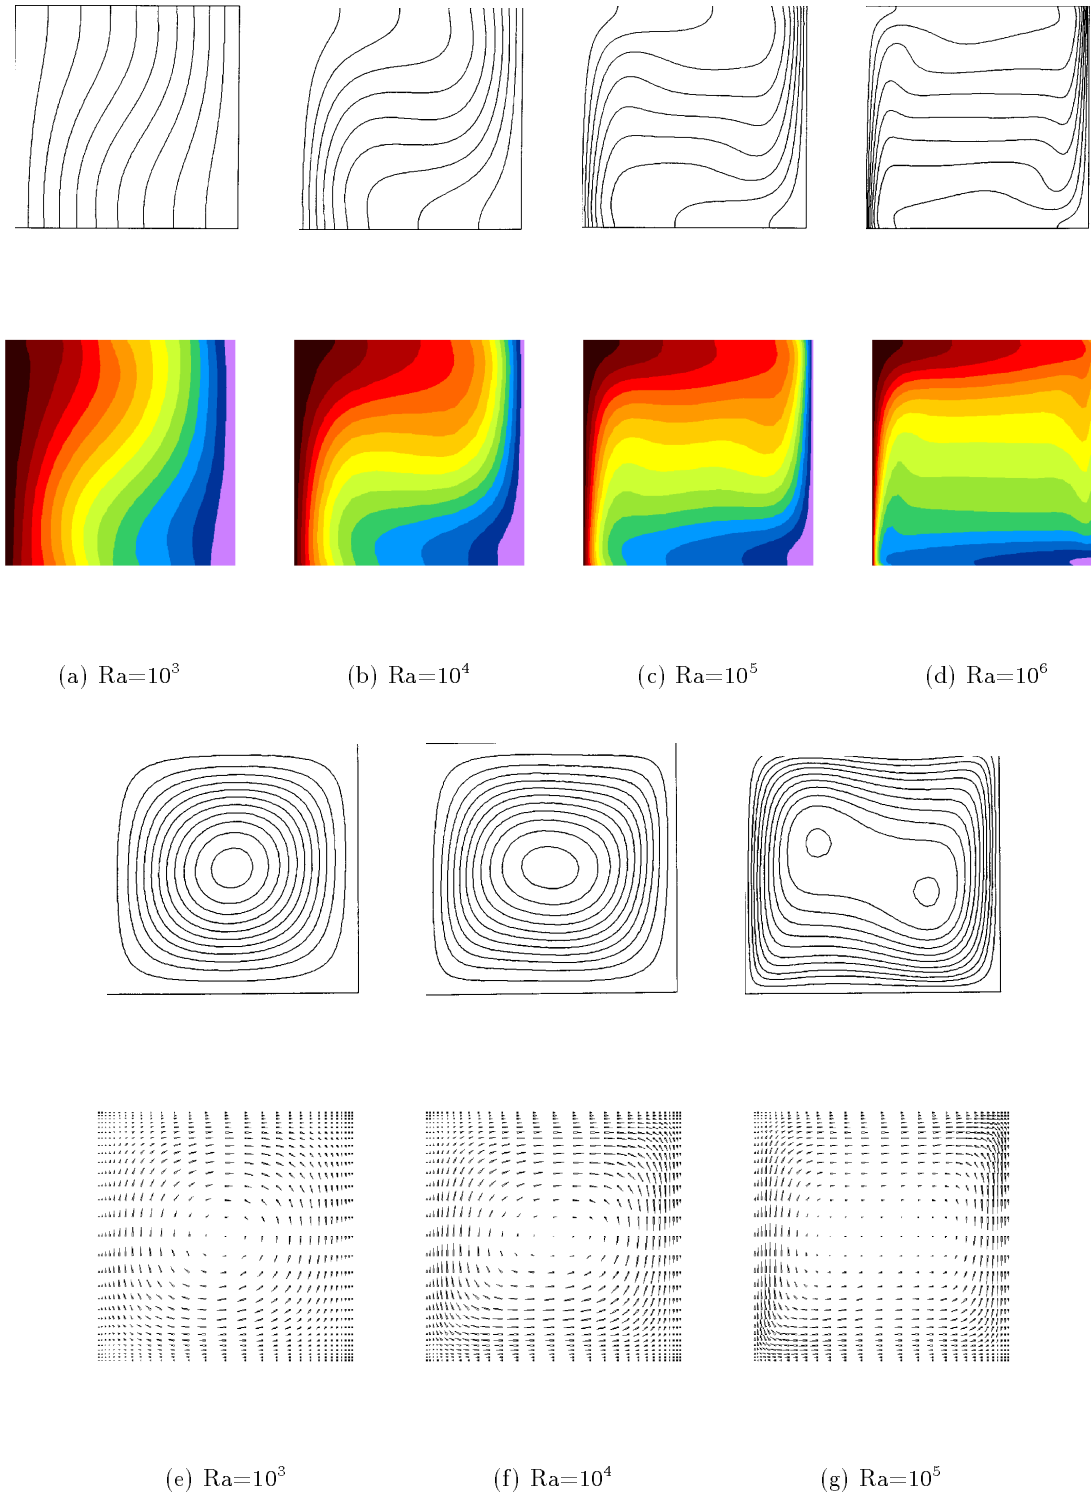 (a) Ra=10³
(b) Ra=10⁴
(c) Ra=10⁵
(d) Ra=10⁶
(e) Ra=10³
(f) Ra=10⁴
(g) Ra=10⁵